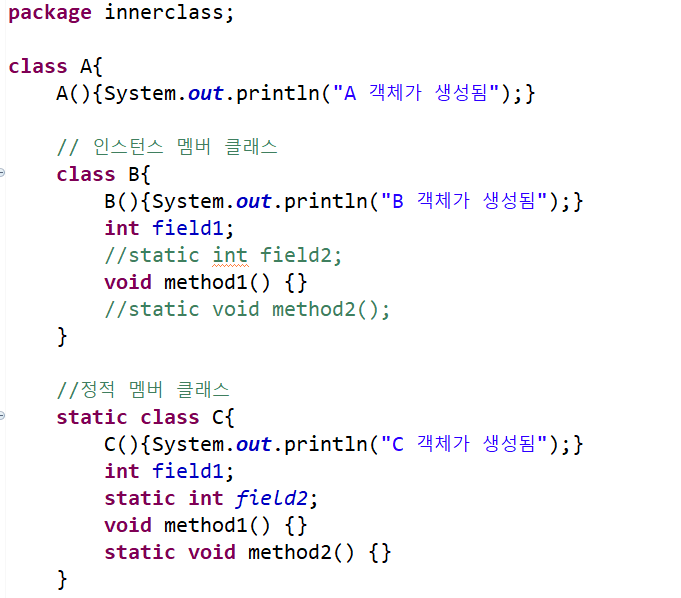 package innerclass;
class A{
A(){System.out.println("A 객체가 생성됨");}
// 인스턴스 멤버 클래스
class B{
B(){System.out.println("B 객체가 생성됨");}
int field1;
//static int field2;
void method1() {}
//static void method2();
}
//정적 멤버 클래스
static class C{
C(){System.out.println("C 객체가 생성됨");}
int field1;
static int field2;
void method1() {}
static void method2() {}
}